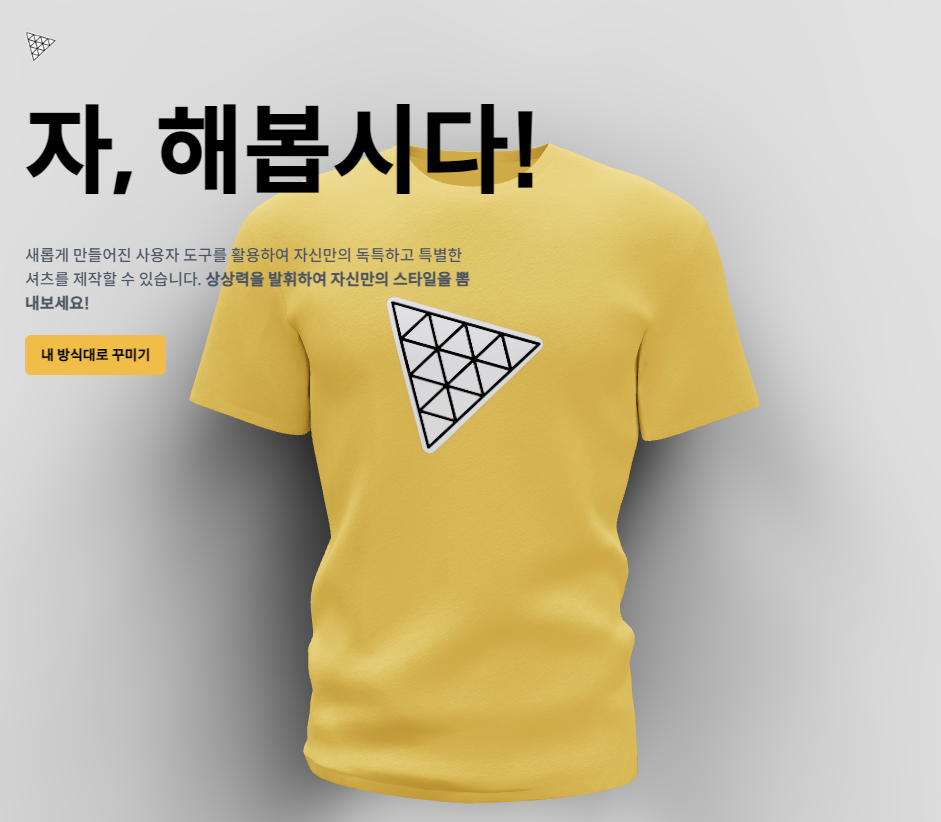 자, 해봅시다!
새롭게 만들어진 사용자 도구를 활용하여 자신만의 독특하고 특별한
셔츠를 제작할 수 있습니다. 상상력을 발휘하여 자신만의 스타일을 뽐
내보세요!
내 방식대로 꾸미기